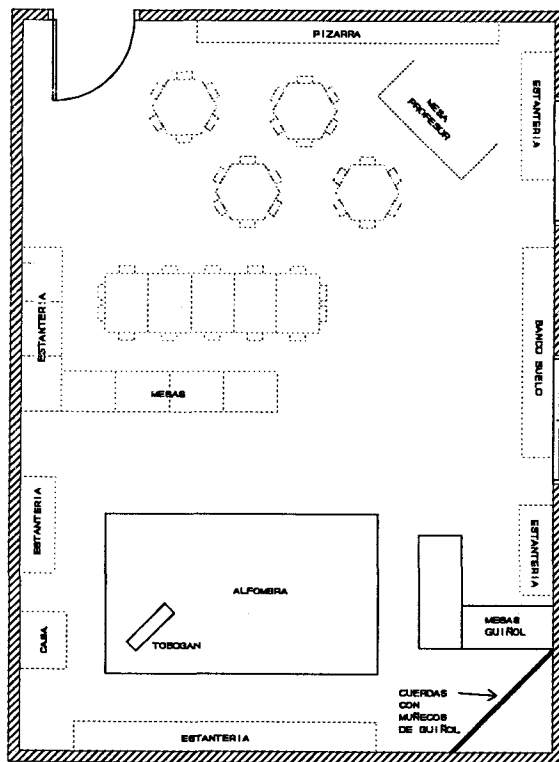 PIZARRA
MESA
PROFESOR
ESTANTERIA
ESTANTERIA
BANCO SUELO
MESAS
ESTANTERIA
ESTANTERIA
ALFOMBRA
CASA
TOBOGAN
MESAS
GUIÑOL
CUERDAS
CON
MUÑECOS
DE GUIÑOL
ESTANTERIA